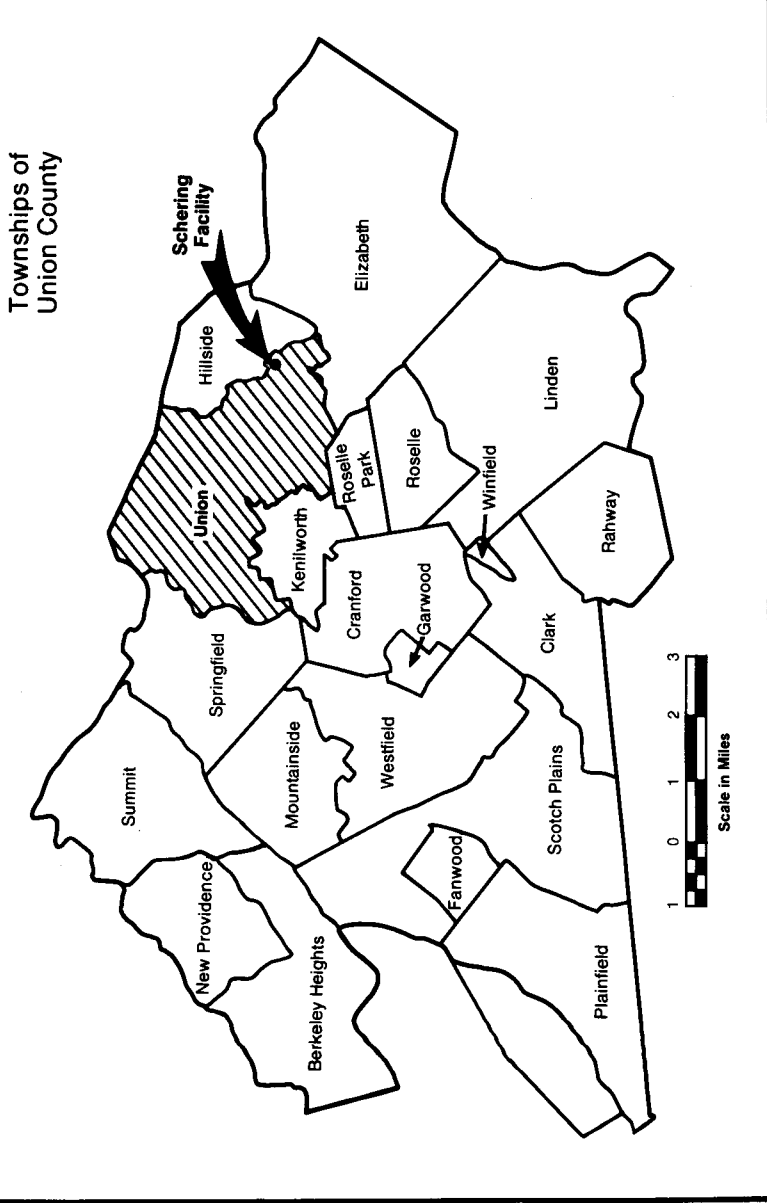 Townships of
Union County
Schering
Facility
Hillside
Elizabeth
Union
Roselle
Park
Roselle
Linden
Kenilworth
Winfield
Rahway
Cranford
Garwood
Clark
Springfield
Summit
Mountainside
Westfield
Scotch Plains
Fanwood
New Providence
Berkeley Heights
Plainfield
1 0 1 2 3
Scale in Miles